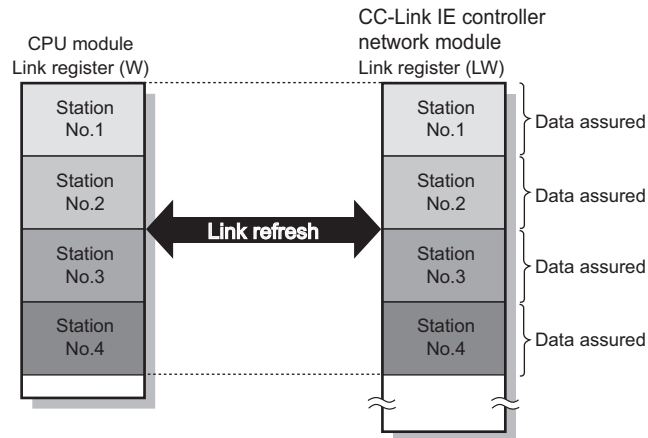 CPU module
Link register (W)
CC-Link IE controller
network module
Link register (LW)
Station
No.1
Station
No.2
Station
No.3
Station
No.4
Link refresh
Station
No.1
Station
No.2
Station
No.3
Station
No.4
Data assured
Data assured
Data assured
Data assured